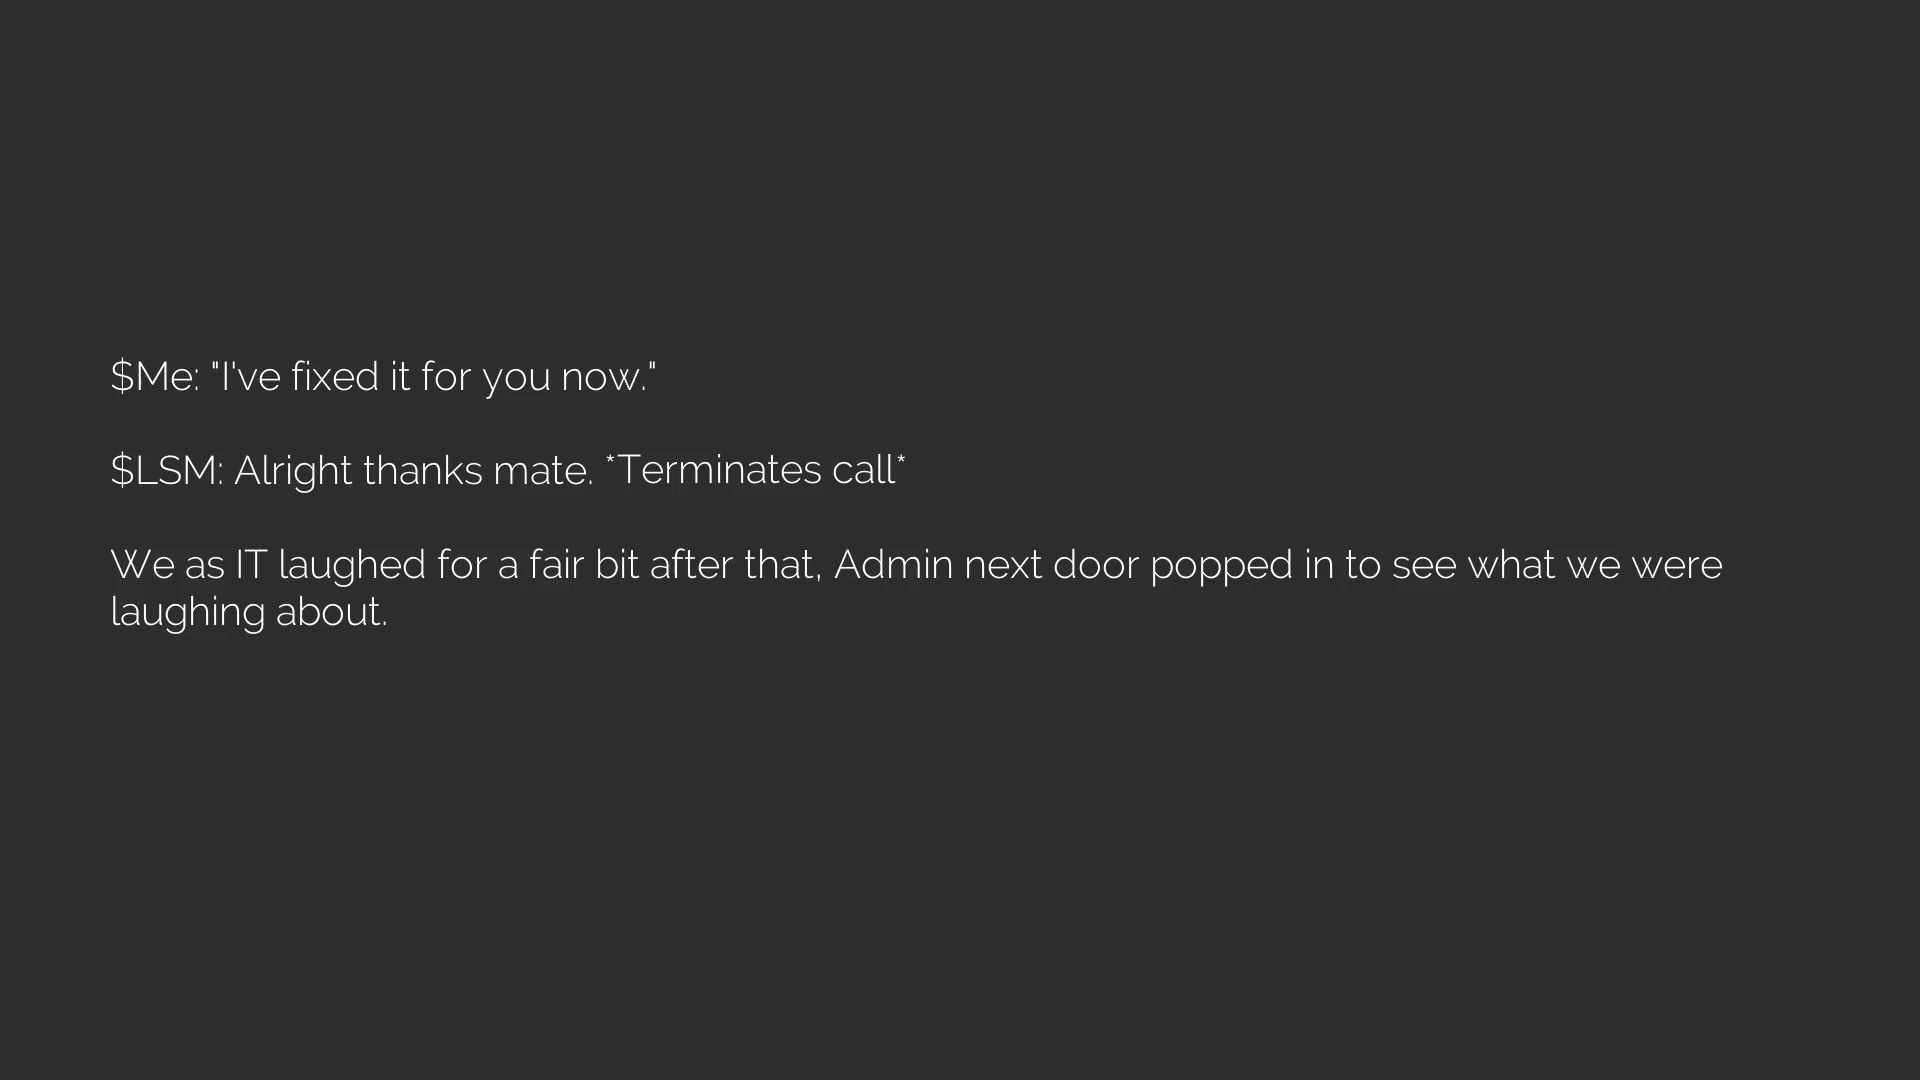 $Me: "I've fixed it for you now."
$LSM: Alright thanks mate. *Terminates call*
We as IT laughed for a fair bit after that, Admin next door popped in to see what we were
laughing about.